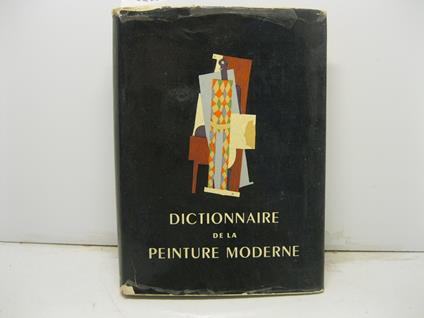 DICTIONNAIRE
DE LA
PEINTURE MODERNE